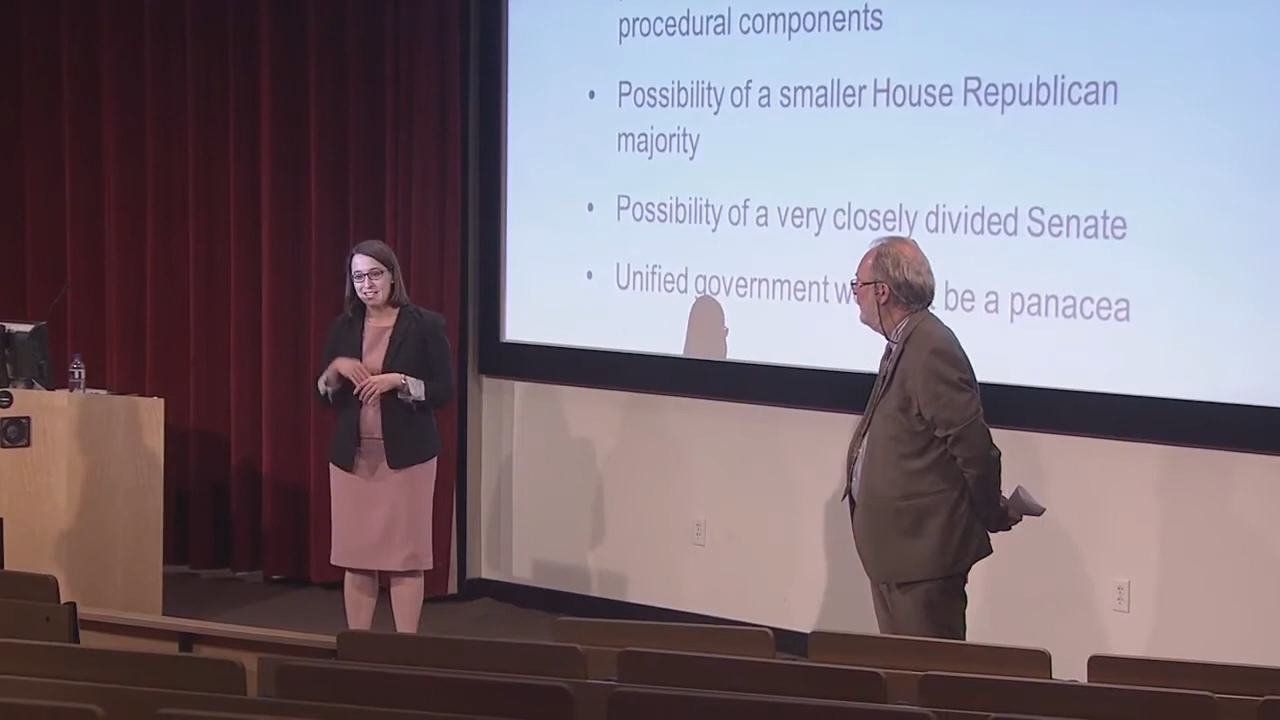 procedural components
• Possibility of a smaller House Republican
majority
• Possibility of a very closely divided Senate
• Unified government w be a panacea